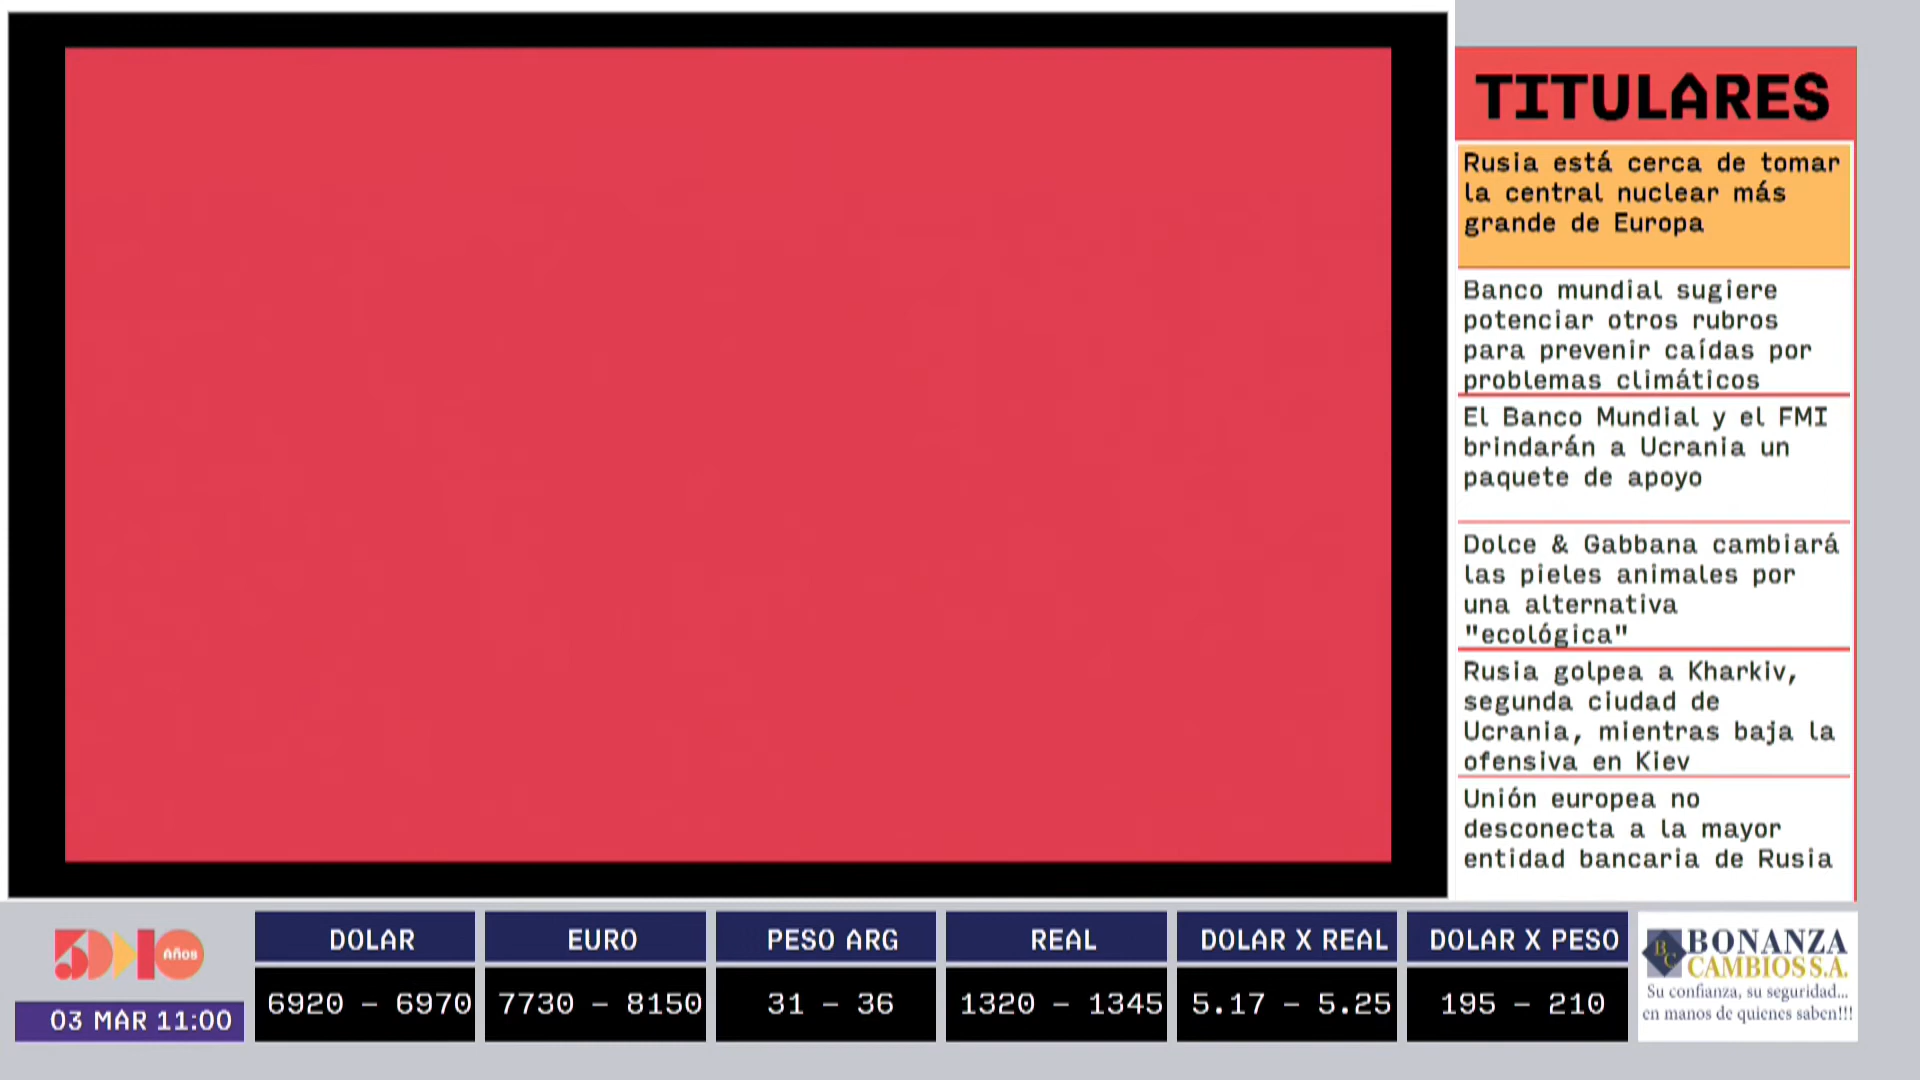 TITULARES
Rusia está cerca de tomar
la central nuclear más
grande de Europa
Banco mundial sugiere
potenciar otros rubros
para prevenir caídas por
problemas climáticos
El Banco Mundial y el FMI
brindarán a Ucrania un
paquete de apoyo
Dolce & Gabbana cambiará
las pieles animales por
una alternativa
"ecológica"
Rusia golpea a Kharkiv,
segunda ciudad de
Ucrania, mientras baja la
ofensiva en Kiev
Unión europea no
desconecta a la mayor
entidad bancaria de Rusia
Años
03 MAR 11:00
DOLAR
6920 - 6970
EURO
7730 - 8150
PESO ARG
31 - 36
REAL
1320 - 1345
DOLAR X REAL
5.17 - 5.25
DOLAR X PESO
195 - 210
BC
BONANZA
CAMBIOS S.A.
Su confianza, su seguridad...
en manos de quienes saben!!!